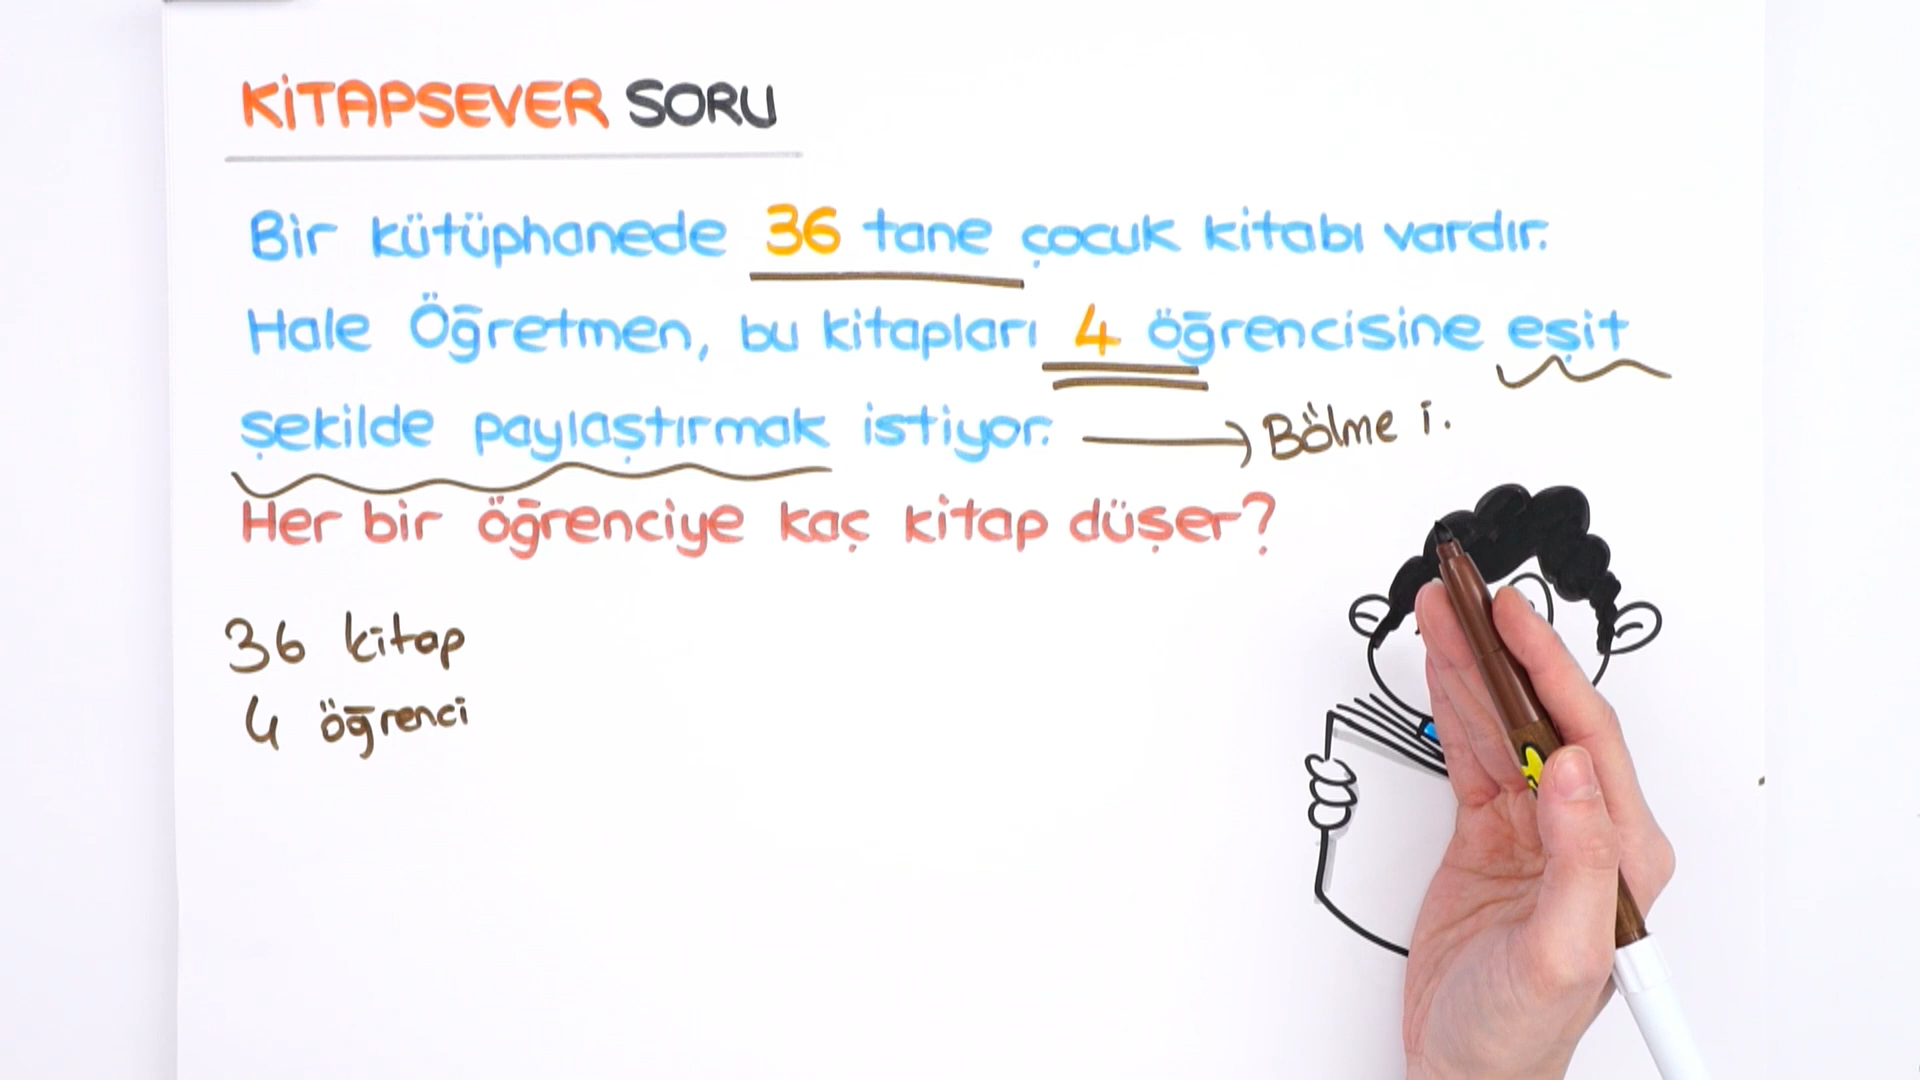 KİTAPSEVER SORU
Bir kütüphanede 36 tane çocuk kitabı vardır.
Hale Öğretmen, bu kitapları 4 öğrencisine eşit
şekilde paylaştırmak istiyor. → Bölme i.
Her bir öğrenciye kaç kitap düşer?
36 kitap
4 öğrenci